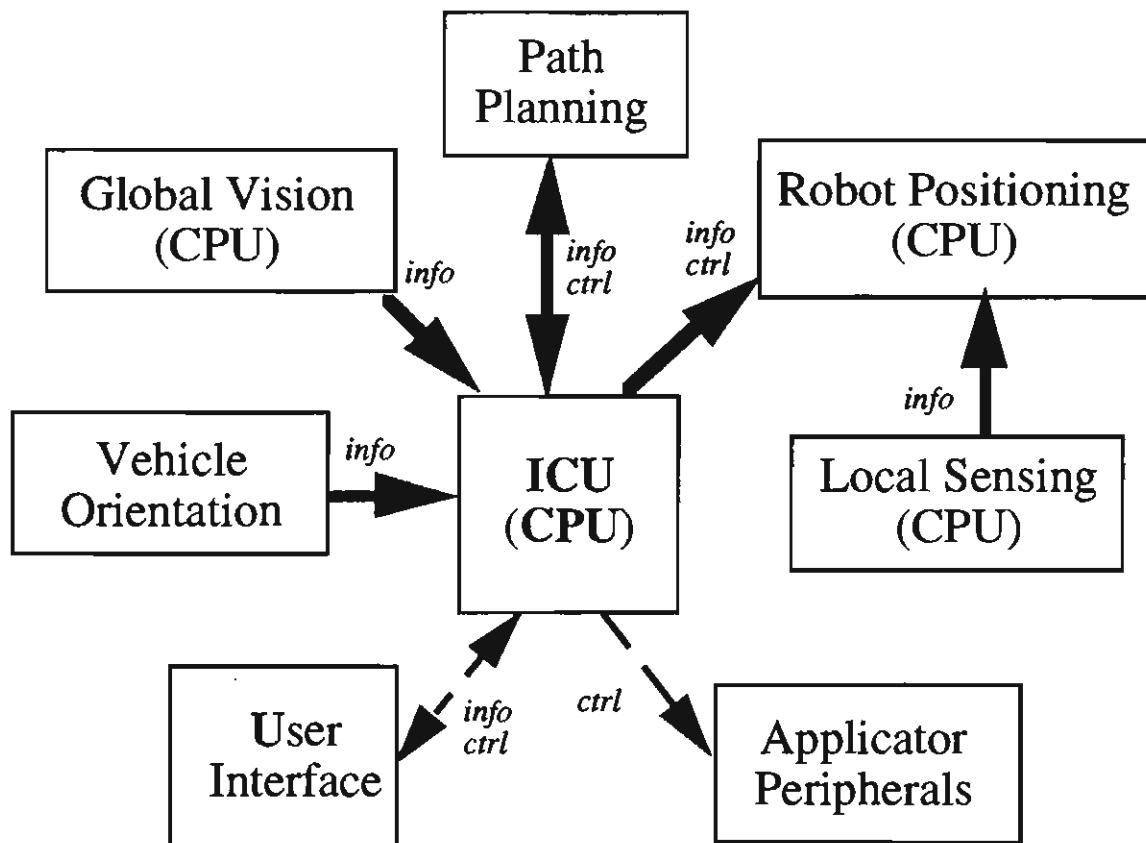 Path
Planning
Global Vision
(CPU)
Robot Positioning
(CPU)
info
info
ctrl
info
ctrl
Vehicle
Orientation
info
ICU
(CPU)
info
Local Sensing
(CPU)
User
Interface
info
ctrl
ctrl
Applicator
Peripherals